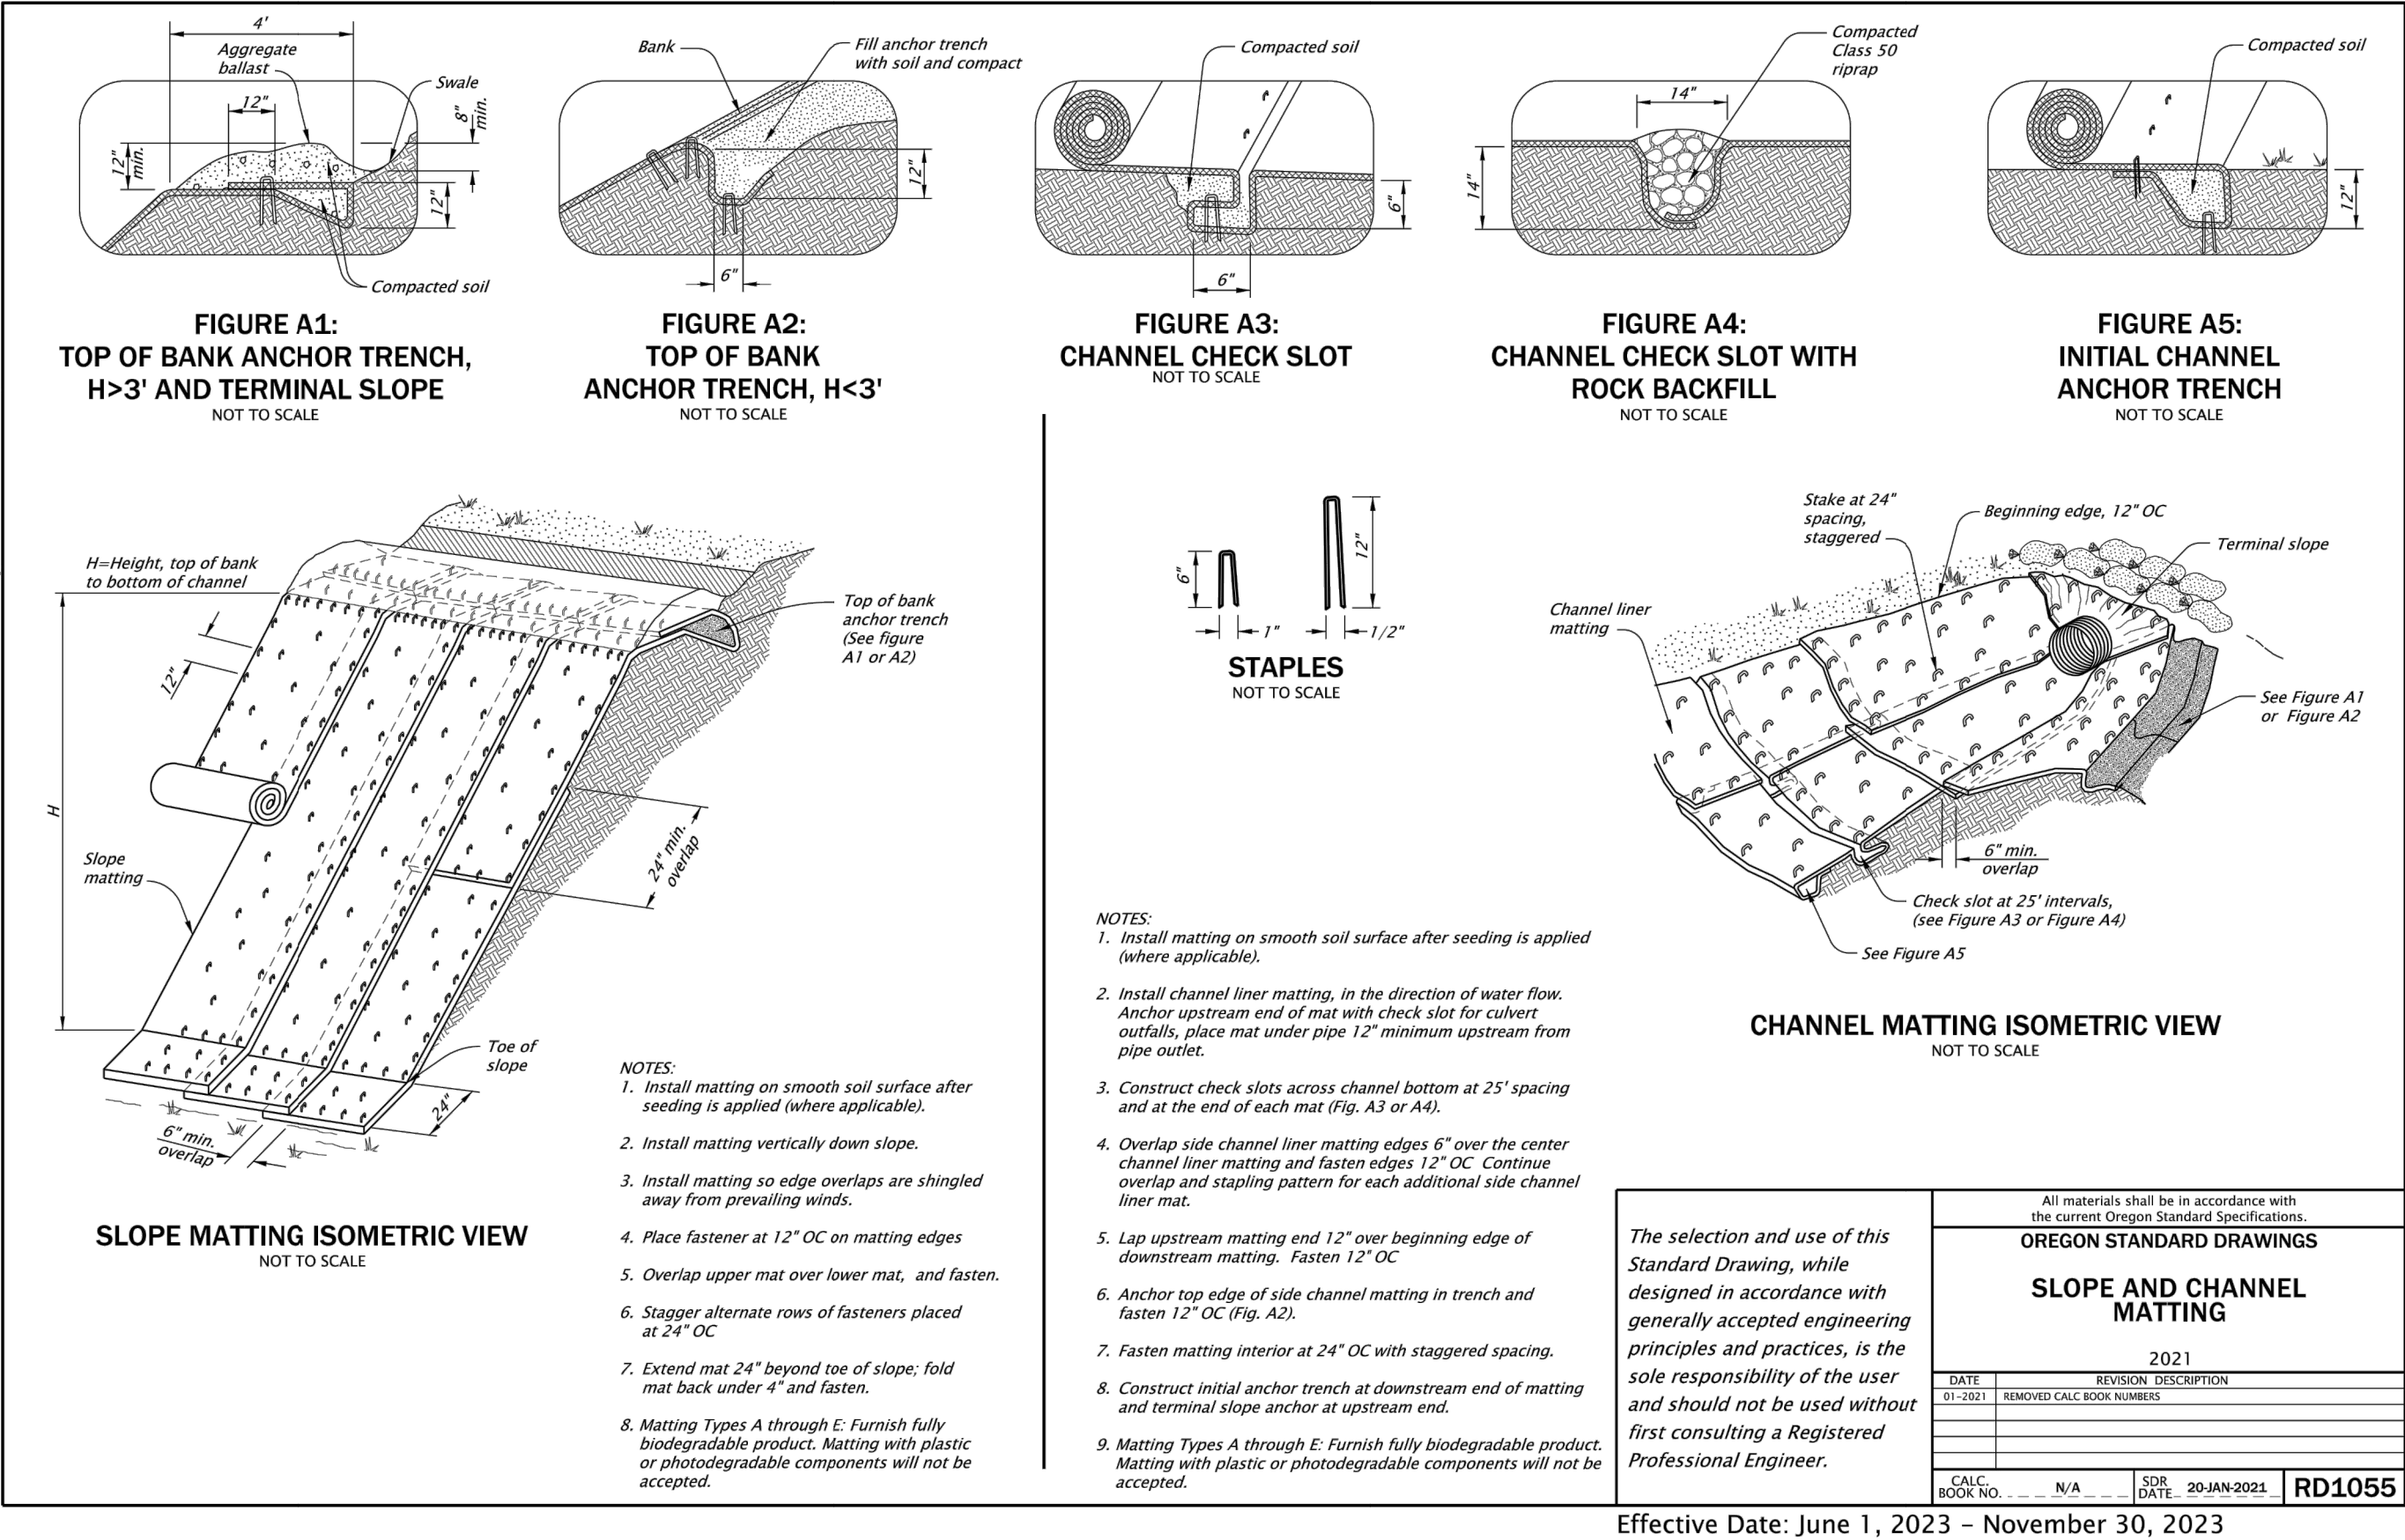 4'
Aggregate
ballast
Swale
12"
8"
min.
12"
min.
12"
Compacted soil
FIGURE A1:
TOP OF BANK ANCHOR TRENCH,
H>3' AND TERMINAL SLOPE
NOT TO SCALE
Bank
Fill anchor trench
with soil and compact
12"
6"
FIGURE A2:
TOP OF BANK
ANCHOR TRENCH, H<3'
NOT TO SCALE
Compacted soil
6"
6"
FIGURE A3:
CHANNEL CHECK SLOT
NOT TO SCALE
Compacted
Class 50
riprap
14"
14"
FIGURE A4:
CHANNEL CHECK SLOT WITH
ROCK BACKFILL
NOT TO SCALE
Compacted soil
12"
FIGURE A5:
INITIAL CHANNEL
ANCHOR TRENCH
NOT TO SCALE
H=Height, top of bank
to bottom of channel
12"
H
Top of bank
anchor trench
(See figure
A1 or A2)
24" min.
overlap
Slope
matting
Toe of
slope
24"
6" min.
overlap
SLOPE MATTING ISOMETRIC VIEW
NOT TO SCALE
NOTES:
1. Install matting on smooth soil surface after
seeding is applied (where applicable).
2. Install matting vertically down slope.
3. Install matting so edge overlaps are shingled
away from prevailing winds.
4. Place fastener at 12" OC on matting edges
5. Overlap upper mat over lower mat, and fasten.
6. Stagger alternate rows of fasteners placed
at 24" OC
7. Extend mat 24" beyond toe of slope; fold
mat back under 4" and fasten.
8. Matting Types A through E: Furnish fully
biodegradable product. Matting with plastic
or photodegradable components will not be
accepted.
6"
12"
1"
1/2"
STAPLES
NOT TO SCALE
Stake at 24"
spacing,
staggered
Beginning edge, 12" OC
Terminal slope
Channel liner
matting
See Figure A1
or Figure A2
6" min.
overlap
Check slot at 25' intervals,
(see Figure A3 or Figure A4)
See Figure A5
CHANNEL MATTING ISOMETRIC VIEW
NOT TO SCALE
NOTES:
1. Install matting on smooth soil surface after seeding is applied
(where applicable).
2. Install channel liner matting, in the direction of water flow.
Anchor upstream end of mat with check slot for culvert
outfalls, place mat under pipe 12" minimum upstream from
pipe outlet.
3. Construct check slots across channel bottom at 25' spacing
and at the end of each mat (Fig. A3 or A4).
4. Overlap side channel liner matting edges 6" over the center
channel liner matting and fasten edges 12" OC Continue
overlap and stapling pattern for each additional side channel
liner mat.
5. Lap upstream matting end 12" over beginning edge of
downstream matting. Fasten 12" OC
6. Anchor top edge of side channel matting in trench and
fasten 12" OC (Fig. A2).
7. Fasten matting interior at 24" OC with staggered spacing.
8. Construct initial anchor trench at downstream end of matting
and terminal slope anchor at upstream end.
9. Matting Types A through E: Furnish fully biodegradable product.
Matting with plastic or photodegradable components will not be
accepted.
The selection and use of this
Standard Drawing, while
designed in accordance with
generally accepted engineering
principles and practices, is the
sole responsibility of the user
and should not be used without
first consulting a Registered
Professional Engineer.
All materials shall be in accordance with
the current Oregon Standard Specifications.
OREGON STANDARD DRAWINGS
SLOPE AND CHANNEL
MATTING
2021
DATE REVISION DESCRIPTION
01-2021 REMOVED CALC BOOK NUMBERS
CALC.
BOOK NO. N/A
SDR
DATE 20-JAN-2021
RD1055
Effective Date: June 1, 2023 – November 30, 2023